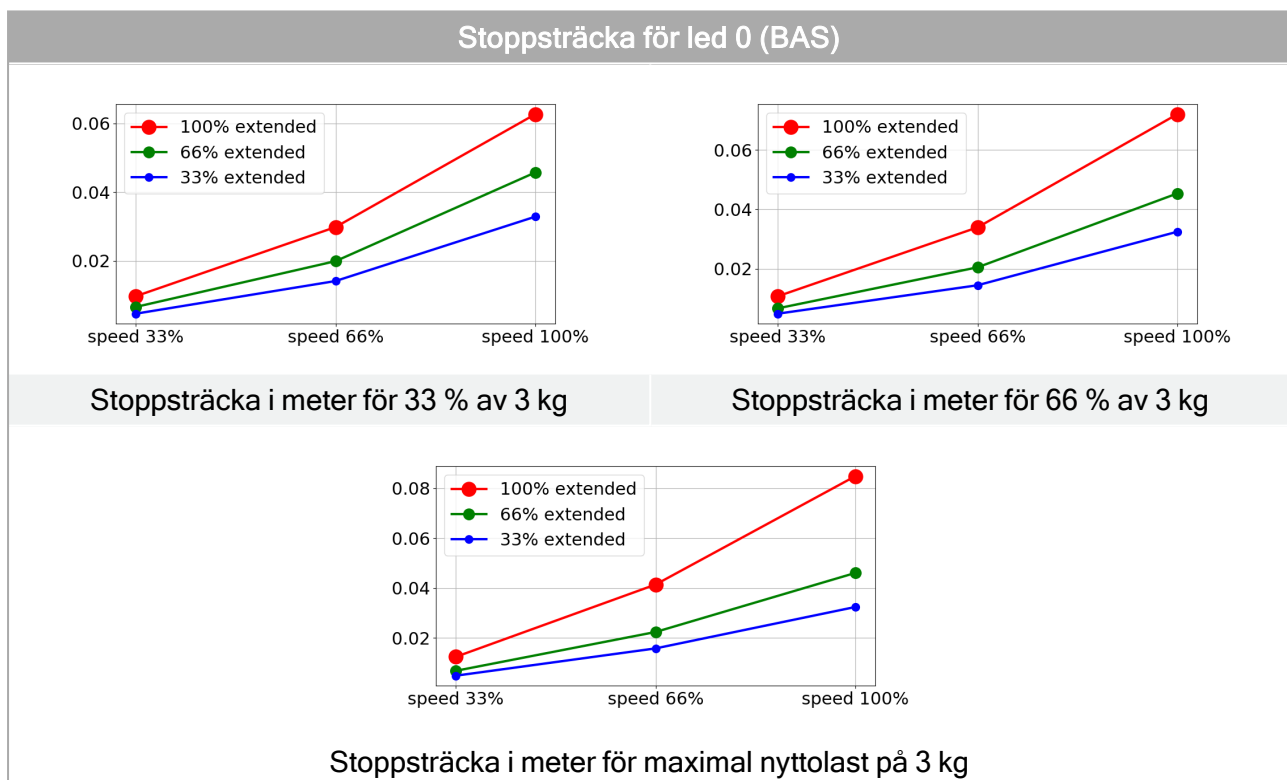 Stoppsträcka för led 0 (BAS)
0.06
0.04
0.02
100% extended
66% extended
33% extended
speed 33% speed 66% speed 100%
0.06
0.04
0.02
100% extended
66% extended
33% extended
speed 33% speed 66% speed 100%
Stoppsträcka i meter för 33 % av 3 kg
Stoppsträcka i meter för 66 % av 3 kg
0.08
0.06
0.04
0.02
100% extended
66% extended
33% extended
speed 33% speed 66% speed 100%
Stoppsträcka i meter för maximal nyttolast på 3 kg